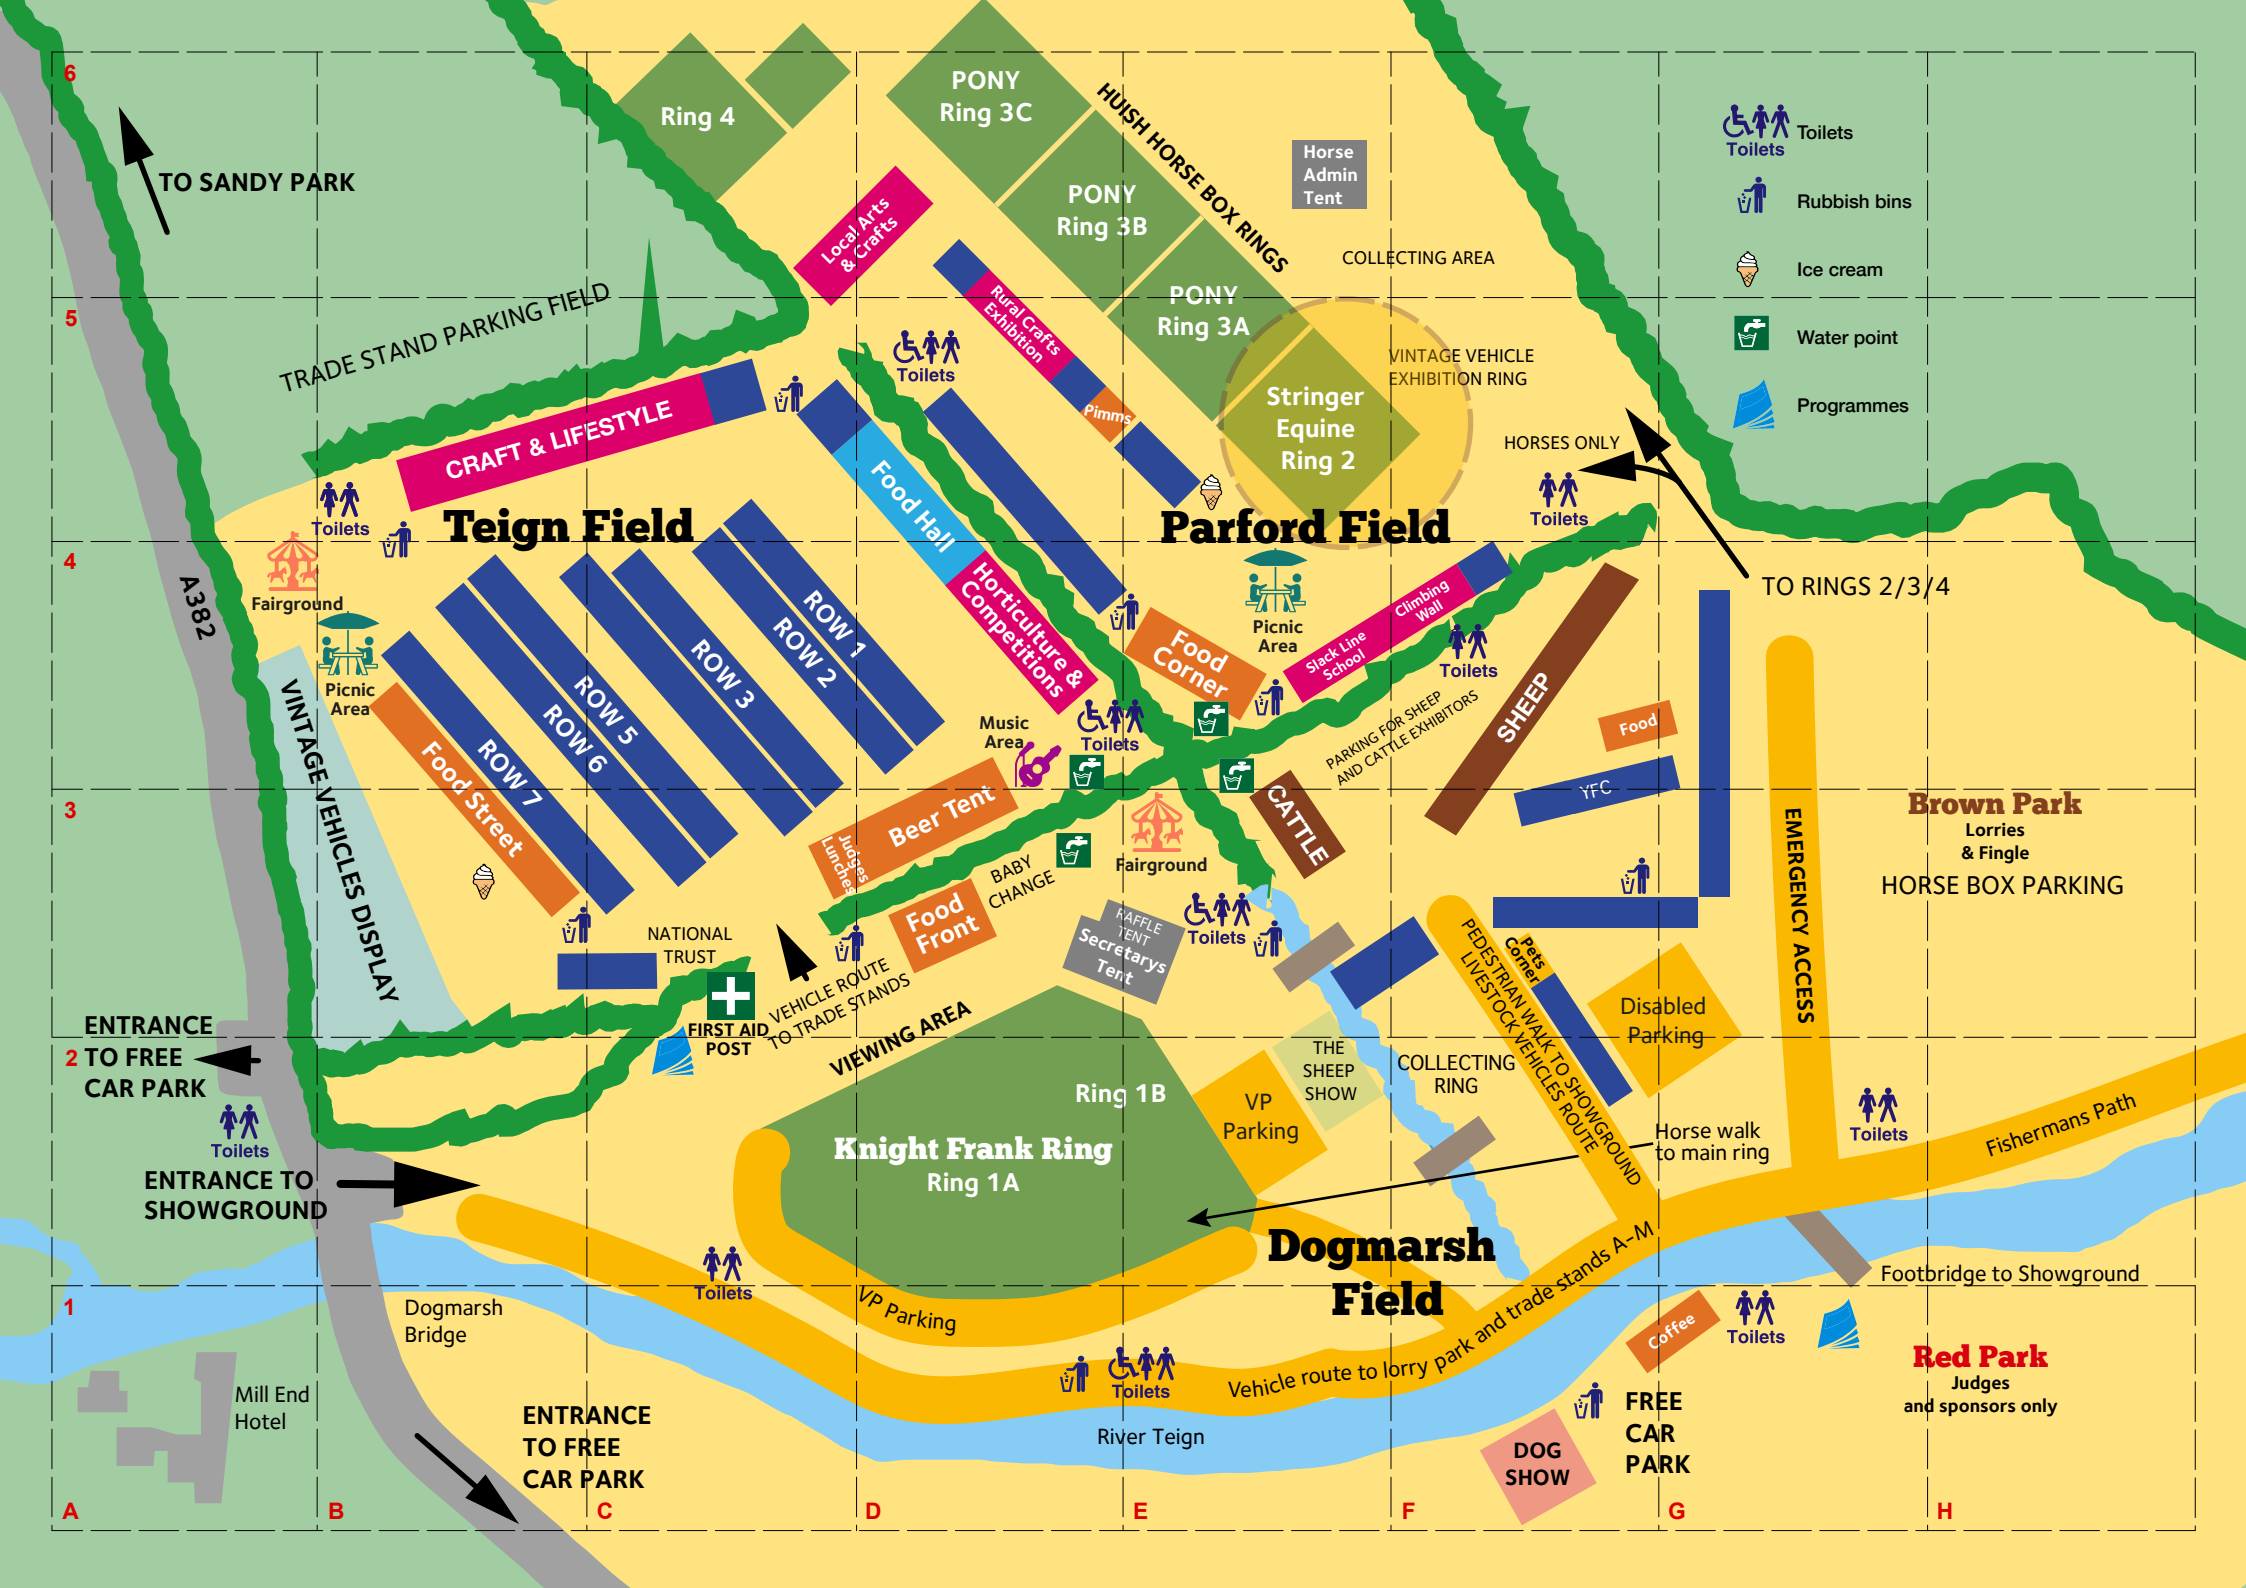 6
5
4
3
2
1
A
B
C
D
E
F
G
H
TO SANDY PARK
TRADE STAND PARKING FIELD
Ring 4
PONY
Ring 3C
PONY
Ring 3B
PONY
Ring 3A
HUISH HORSE BOX RINGS
Horse
Admin
Tent
COLLECTING AREA
VINTAGE VEHICLE
EXHIBITION RING
Stringer
Equine
Ring 2
HORSES ONLY
Toilets
TO RINGS 2/3/4
Toilets
Toilets
Rubbish bins
Ice cream
Water point
Programmes
Local Arts
& Crafts
Rural Crafts
Exhibition
Pimms
Toilets
CRAFT & LIFESTYLE
Toilets
Teign Field
Fairground
Picnic
Area
A382
VINTAGE VEHICLES DISPLAY
Food Street
ROW 7
ROW 6
ROW 5
ROW 3
ROW 2
ROW 1
Food Hall
Horticulture &
Competitions
Parford Field
Picnic
Area
Food
Corner
Slack Line
School
Climbing
Wall
Toilets
Music
Area
Toilets
Beer Tent
Judges
Lunches
PARKING FOR SHEEP
AND CATTLE EXHIBITORS
SHEEP
CATTLE
Food
YFC
EMERGENCY ACCESS
Brown Park
Lorries
& Fingle
HORSE BOX PARKING
Fairground
BABY
CHANGE
Food
Front
RAFFLE
TENT
Secretarys
Tent
Toilets
NATIONAL
TRUST
FIRST AID
POST
VEHICLE ROUTE
TO TRADE STANDS
VIEWING AREA
ENTRANCE
TO FREE
CAR PARK
Toilets
ENTRANCE TO
SHOWGROUND
Ring 1B
Knight Frank Ring
Ring 1A
VP
Parking
THE
SHEEP
SHOW
COLLECTING
RING
PEDESTRIAN WALK TO SHOWGROUND
LIVESTOCK VEHICLES ROUTE
Pets
Corner
Disabled
Parking
Horse walk
to main ring
Toilets
Fishermans Path
Toilets
VP Parking
Dogmarsh
Field
Vehicle route to lorry park and trade stands A-M
Footbridge to Showground
Dogmarsh
Bridge
Mill End
Hotel
ENTRANCE
TO FREE
CAR PARK
Toilets
River Teign
Coffee
Toilets
Red Park
Judges
and sponsors only
FREE
CAR
PARK
DOG
SHOW